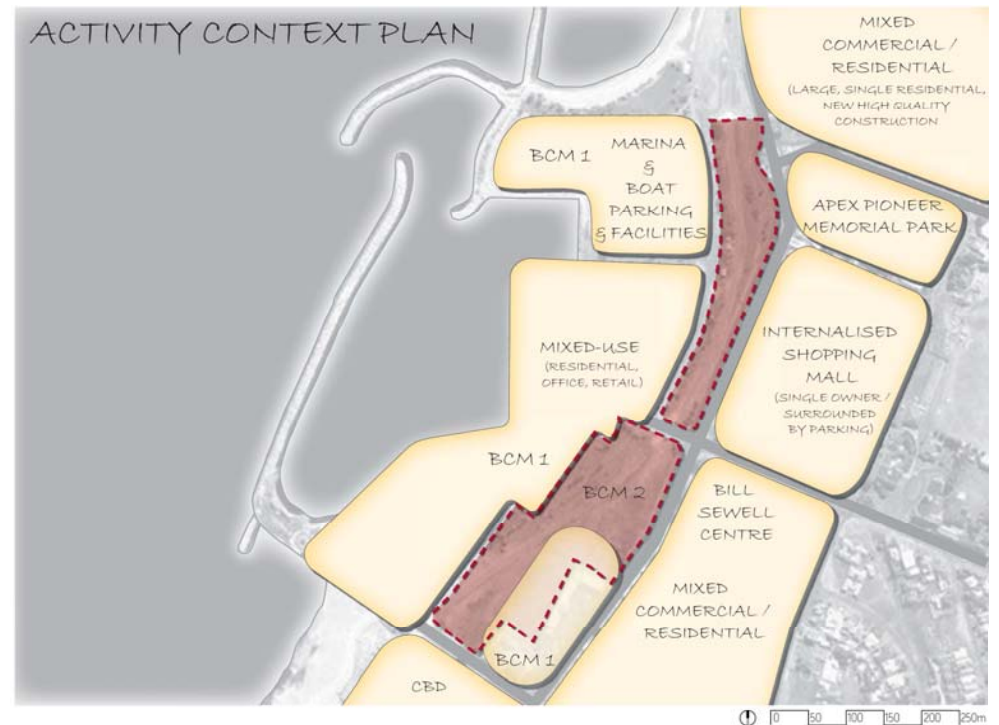 ACTIVITY CONTEXT PLAN
MIXED
COMMERCIAL /
RESIDENTIAL
(LARGE, SINGLE RESIDENTIAL,
NEW HIGH QUALITY
CONSTRUCTION
BCM 1
MARINA
&
BOAT
PARKING
& FACILITIES
APEX PIONEER
MEMORIAL PARK
MIXED-USE
(RESIDENTIAL,
OFFICE, RETAIL)
INTERNALISED
SHOPPING
MALL
(SINGLE OWNER /
SURROUNDED
BY PARKING)
BCM 1
BCM 2
BILL
SEWELL
CENTRE
MIXED
COMMERCIAL /
RESIDENTIAL
BCM 1
CBD
0 50 100 150 200 250m